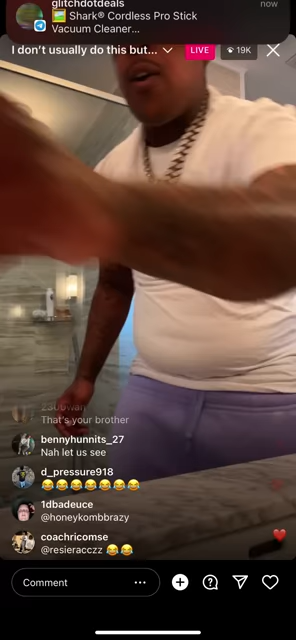 glitchdotdeals
now
Shark® Cordless Pro Stick
Vacuum Cleaner...
I don't usually do this but...
LIVE
19K
That's your brother
bennyhunnits_27
Nah let us see
d_pressure918
😂😂😂😂😂😂😂
1dbadeuce
@honeykombbrazy
coachricomse
@resieracczz 😂😂
Comment